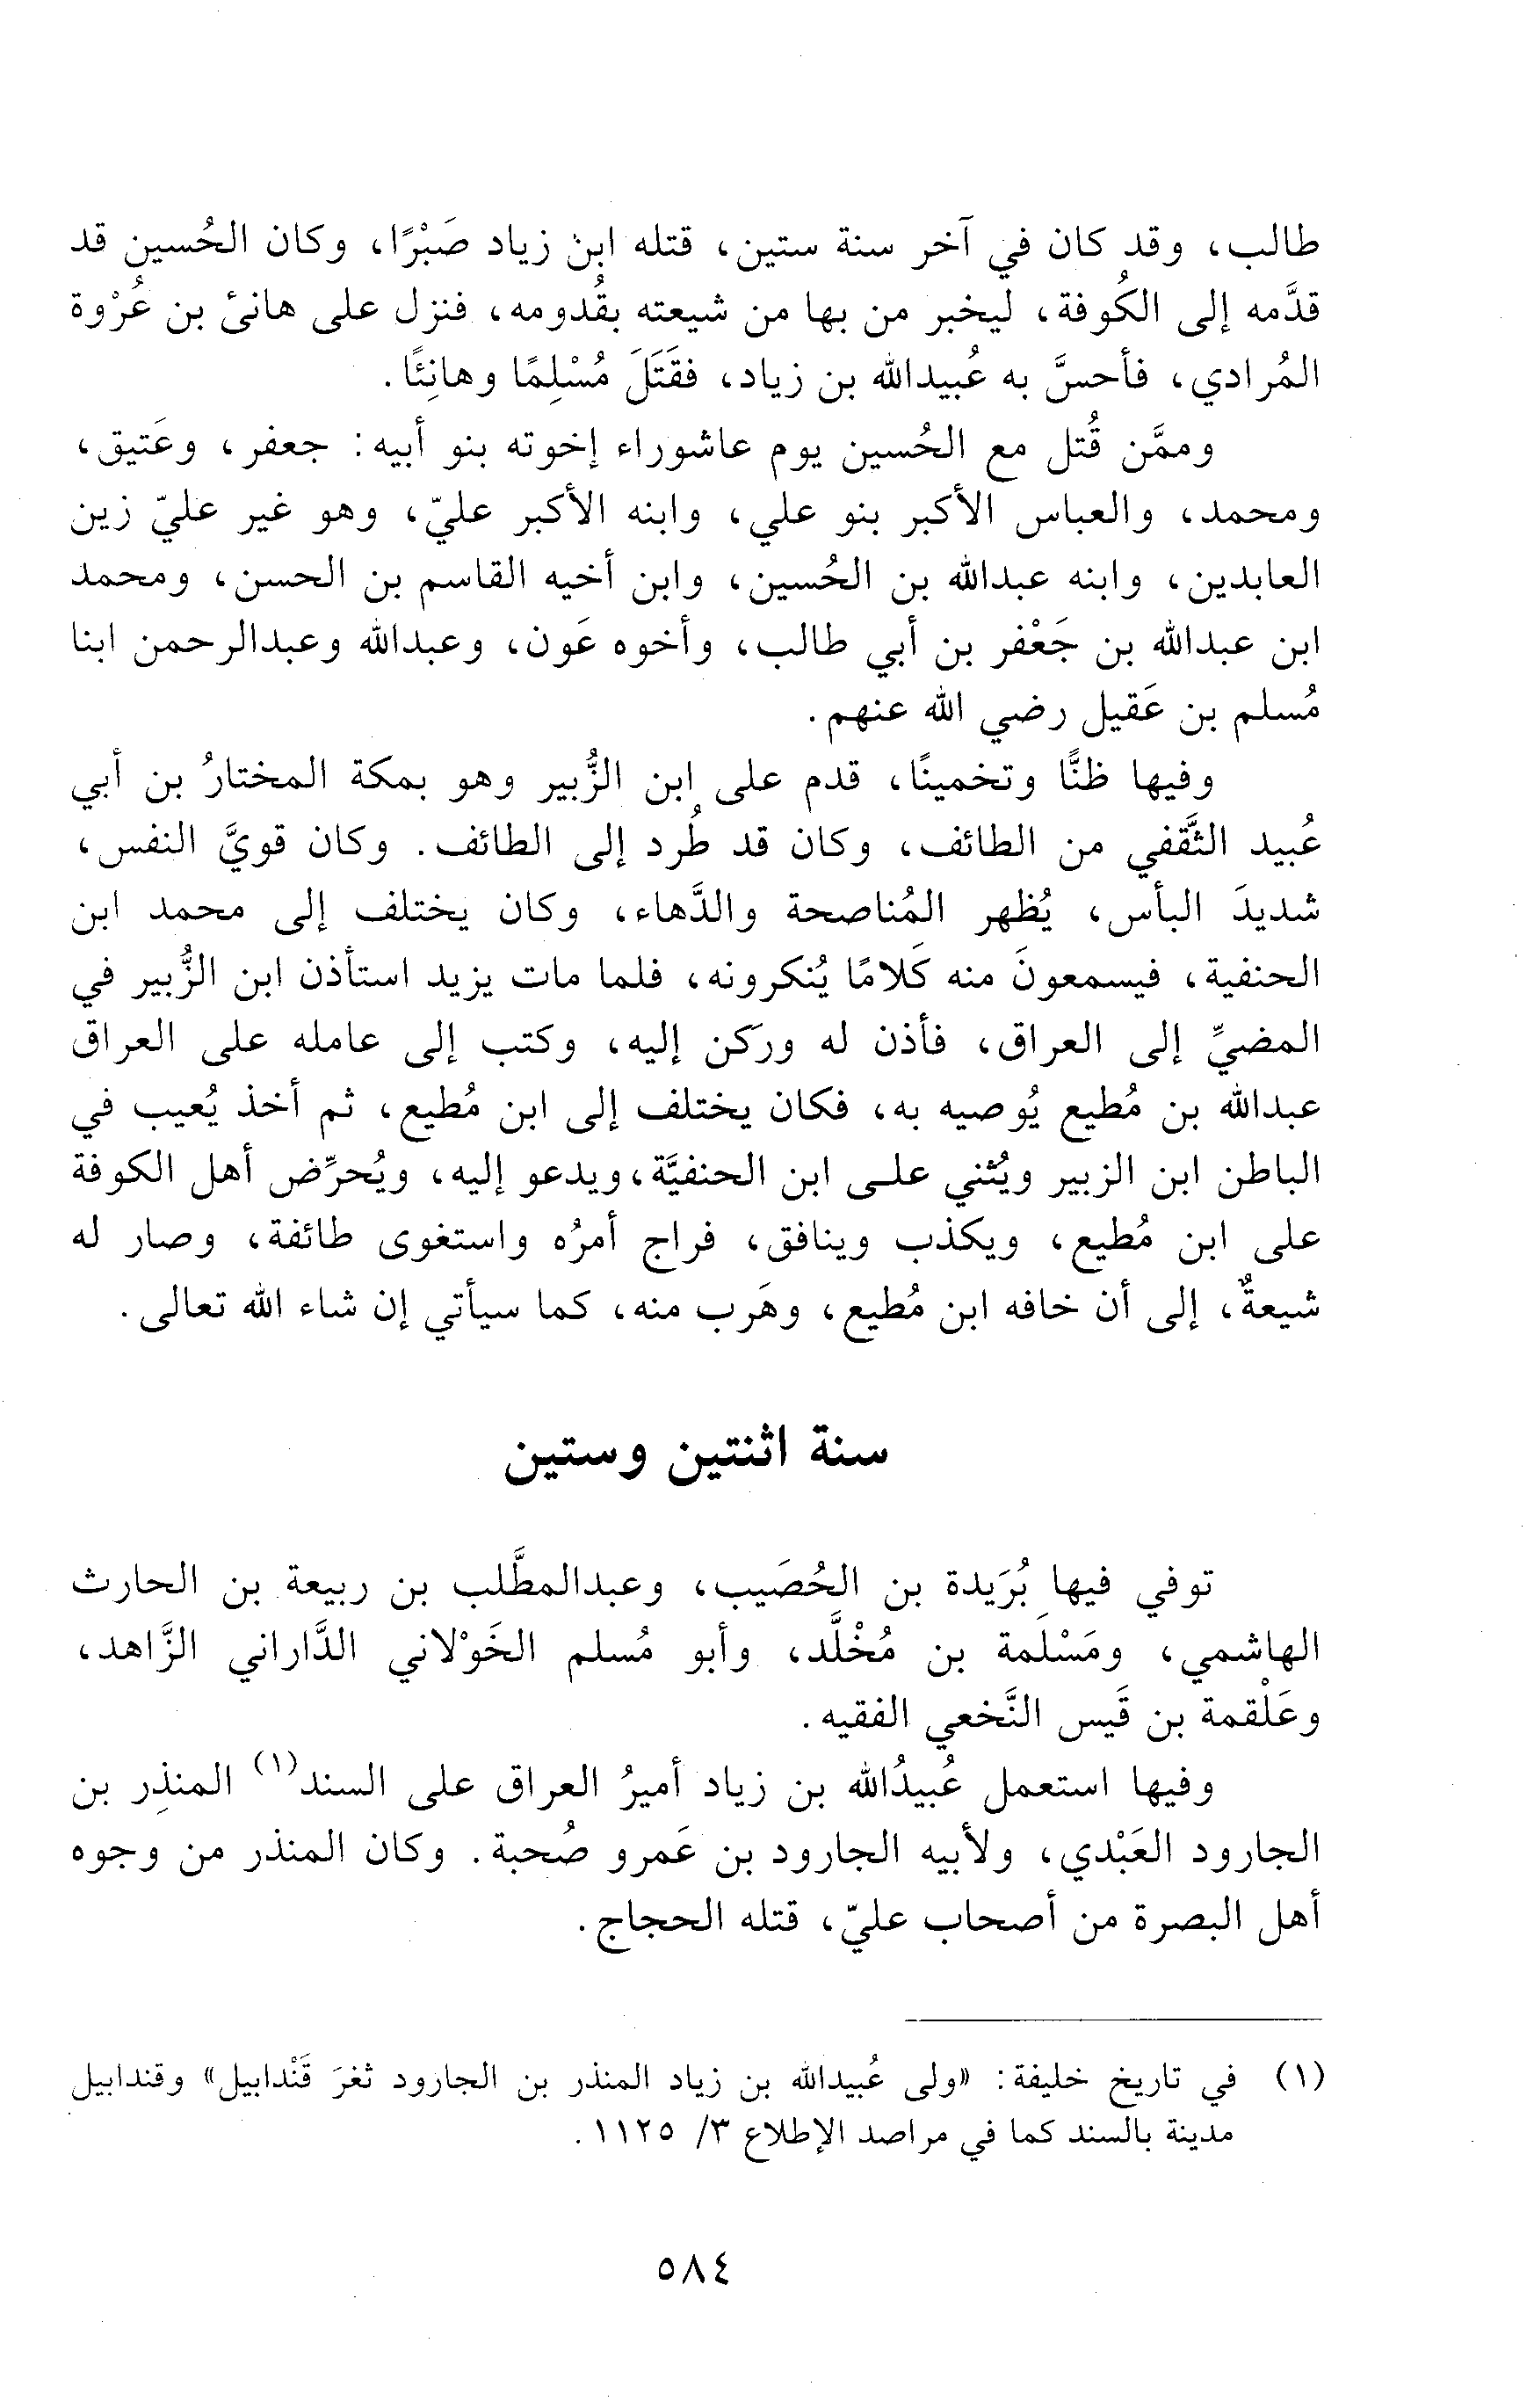 طالب، وقد كان في آخر سنة ستين، قتله ابن زياد صَبْرًا، وكان الحُسين قد
قدَّمه إلى الكُوفة، ليخبر من بها من شيعته بقُدومه، فنزل على هانئ بن عُرْوة
المُرادي، فأحسَّ به عُبيدالله بن زياد، فقَتَلَ مُسْلِمًا وهانِئًا.
وممَّن قُتل مع الحُسين يوم عاشوراء إخوته بنو أبيه: جعفر، وعَتيق،
ومحمد، والعباس الأكبر بنو علي، وابنه الأكبر عليّ، وهو غير عليّ زين
العابدين، وابنه عبدالله بن الحُسين، وابن أخيه القاسم بن الحسن، ومحمد
ابن عبدالله بن جَعْفر بن أبي طالب، وأخوه عَون، وعبدالله وعبدالرحمن ابنا
مُسلم بن عَقيل رضي الله عنهم.
وفيها ظنًّا وتخمينًا، قدم على ابن الزُّبير وهو بمكة المختارُ بن أبي
عُبيد الثَّقفي من الطائف، وكان قد طُرد إلى الطائف. وكان قويَّ النفس،
شديدَ البأس، يُظهر المُناصحة والدَّهاء، وكان يختلف إلى محمد ابن
الحنفية، فيسمعونَ منه كَلامًا يُنكرونه، فلما مات يزيد استأذن ابن الزُّبير في
المضيِّ إلى العراق، فأذن له ورَكن إليه، وكتب إلى عامله على العراق
عبدالله بن مُطيع يُوصيه به، فكان يختلف إلى ابن مُطيع، ثم أخذ يُعيب في
الباطن ابن الزبير ويُثني على ابن الحنفيَّة، ويدعو إليه، ويُحرِّض أهل الكوفة
على ابن مُطيع، ويكذب وينافق، فراج أمرُه واستغوى طائفة، وصار له
شيعةٌ، إلى أن خافه ابن مُطيع، وهَرب منه، كما سيأتي إن شاء الله تعالى.
سنة اثنتين وستين
توفي فيها بُرَيدة بن الحُصَيب، وعبدالمطَّلب بن ربيعة بن الحارث
الهاشمي، ومَسْلَمة بن مُخْلَّد، وأبو مُسلم الخَوْلاني الدَّاراني الزَّاهد،
وعَلْقمة بن قَيس النَّخعي الفقيه.
وفيها استعمل عُبيدُالله بن زياد أميرُ العراق على السند(١) المنذِر بن
الجارود العَبْدي، ولأبيه الجارود بن عَمرو صُحبة. وكان المنذر من وجوه
أهل البصرة من أصحاب عليّ، قتله الحجاج.
(١) في تاريخ خليفة: «ولى عُبيدالله بن زياد المنذر بن الجارود ثغرَ قَنْدابيل» وقندابيل
مدينة بالسند كما في مراصد الإطلاع ٣/ ١١٢٥.
٥٨٤